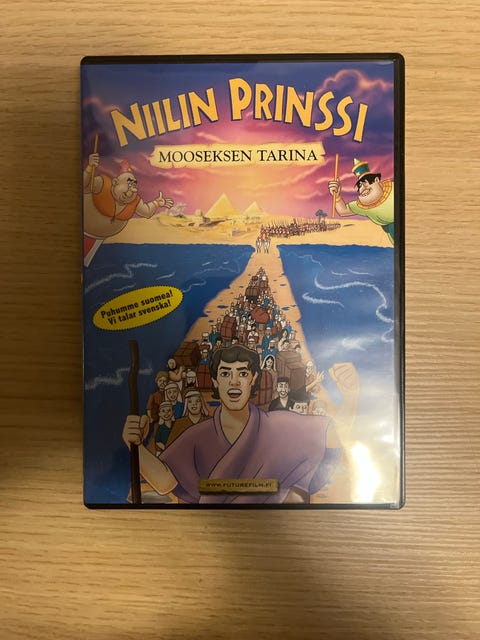 NIILIN PRINSSI
MOOSEKSEN TARINA
Puhumme suomea!
Vi talar svenska!
WWW.FUTUREFILM.FI